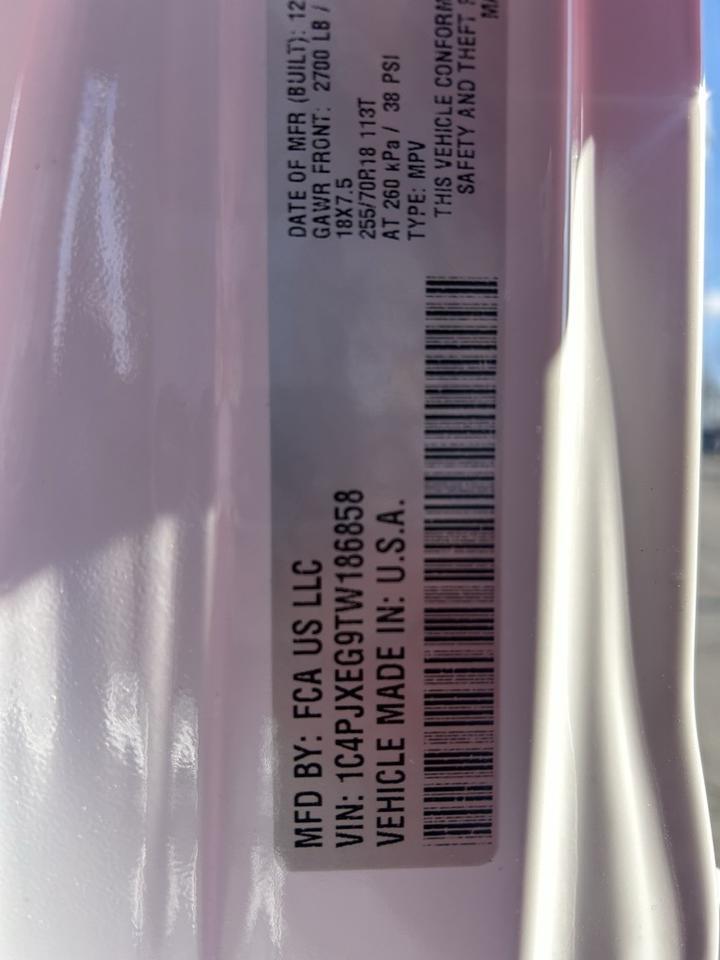 MFD BY: FCA US LLC
VIN: 1C4PJXEG9TW186858
VEHICLE MADE IN: U.S.A.
DATE OF MFR (BUILT): 12
GAWR FRONT: 2700 LB /
18X7.5
255/70R18 113T
AT 260 kPa / 38 PSI
TYPE: MPV
THIS VEHICLE CONFORM
SAFETY AND THEFT